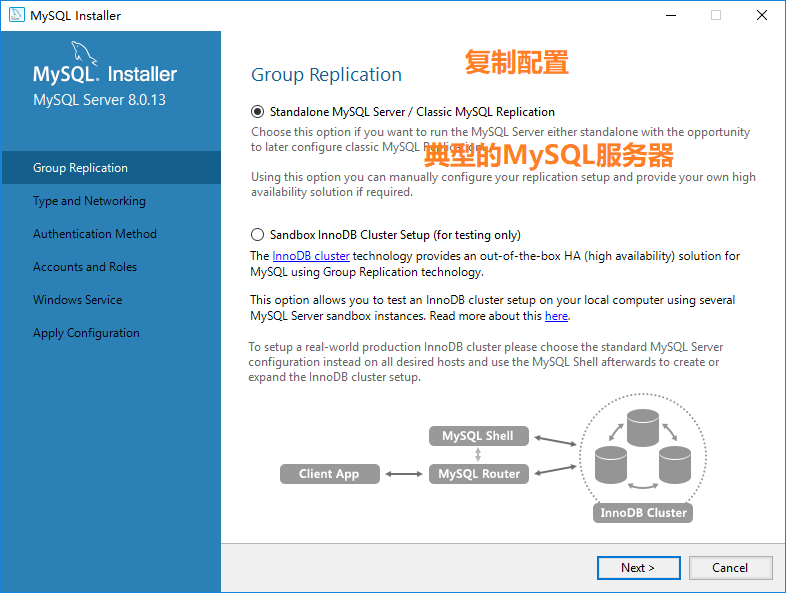 MySQL Installer
MySQL. Installer
MySQL Server 8.0.13
Group Replication
Type and Networking
Authentication Method
Accounts and Roles
Windows Service
Apply Configuration
Group Replication
复制配置
Standalone MySQL Server / Classic MySQL Replication
Choose this option if you want to run the MySQL Server either standalone with the opportunity
to later configure classic MySQL Replication.
典型的MySQL服务器
Using this option you can manually configure your replication setup and provide your own high
availability solution if required.
Sandbox InnoDB Cluster Setup (for testing only)
The InnoDB cluster technology provides an out-of-the-box HA (high availability) solution for
MySQL using Group Replication technology.
This option allows you to test an InnoDB cluster setup on your local computer using several
MySQL Server sandbox instances. Read more about this here.
To setup a real-world production InnoDB cluster please choose the standard MySQL Server
configuration instead on all desired hosts and use the MySQL Shell afterwards to create or
expand the InnoDB cluster setup.
MySQL Shell
Client App
MySQL Router
InnoDB Cluster
Next >
Cancel